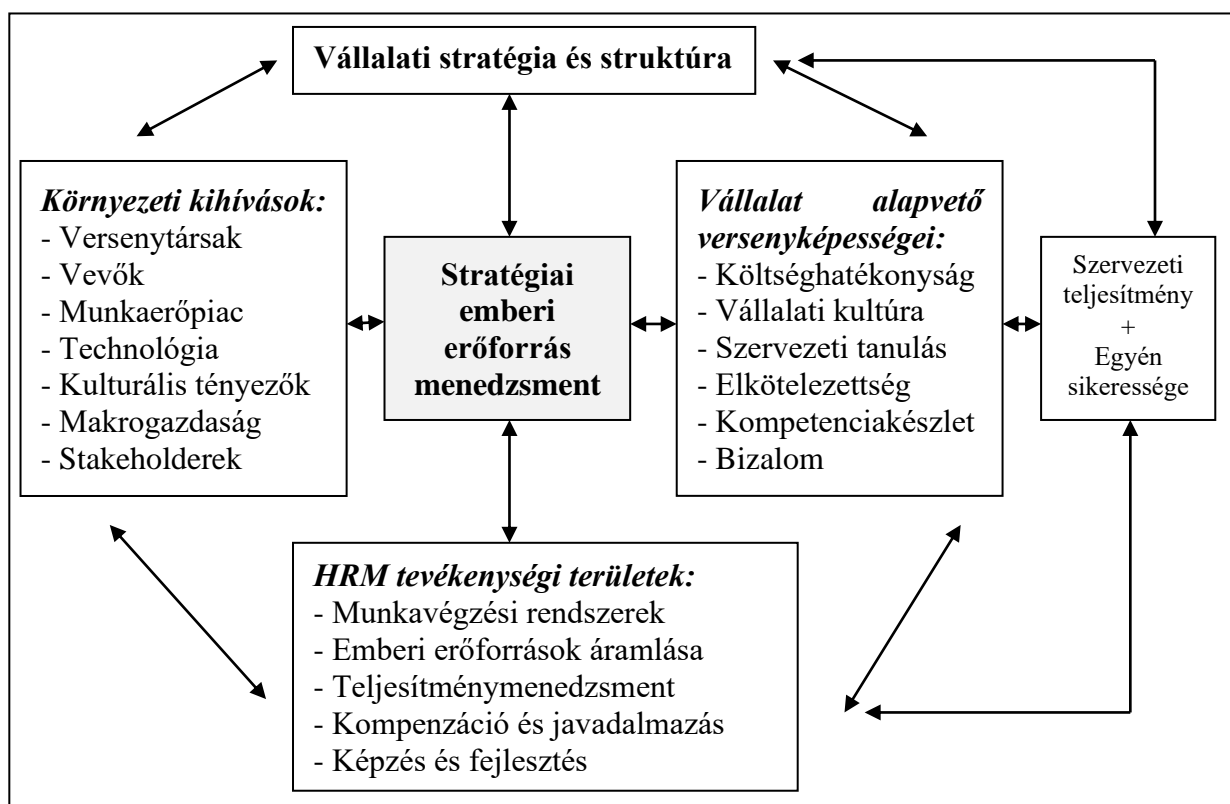 Vállalati stratégia és struktúra
Környezeti kihívások:
- Versenytársak
- Vevők
- Munkaerőpiac
- Technológia
- Kulturális tényezők
- Makrogazdaság
- Stakeholderek
Stratégiai
emberi
erőforrás
menedzsment
Vállalat alapvető
versenyképességei:
- Költséghatékonyság
- Vállalati kultúra
- Szervezeti tanulás
- Elkötelezettség
- Kompetenciakészlet
- Bizalom
Szervezeti
teljesítmény
+
Egyén
sikeressége
HRM tevékenységi területek:
- Munkavégzési rendszerek
- Emberi erőforrások áramlása
- Teljesítménymenedzsment
- Kompenzáció és javadalmazás
- Képzés és fejlesztés